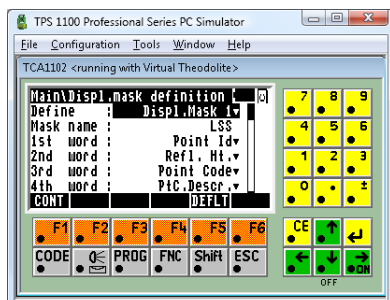 TPS 1100 Professional Series PC Simulator
File Configuration Tools Window Help
TCA1102 <running with Virtual Theodolite>
Main\Displ.mask definition
Define : Displ.Mask 1
Mask name : LSS
1st word : Point Id
2nd word : Refl. Ht.
3rd word : Point Code
4th word : PtC.Descr.
CONT DEFLT
7 8 9
4 5 6
1 2 3
0 . ±
F1 F2 F3 F4 F5 F6 CE
CODE PROG FNC Shift ESC ON
OFF